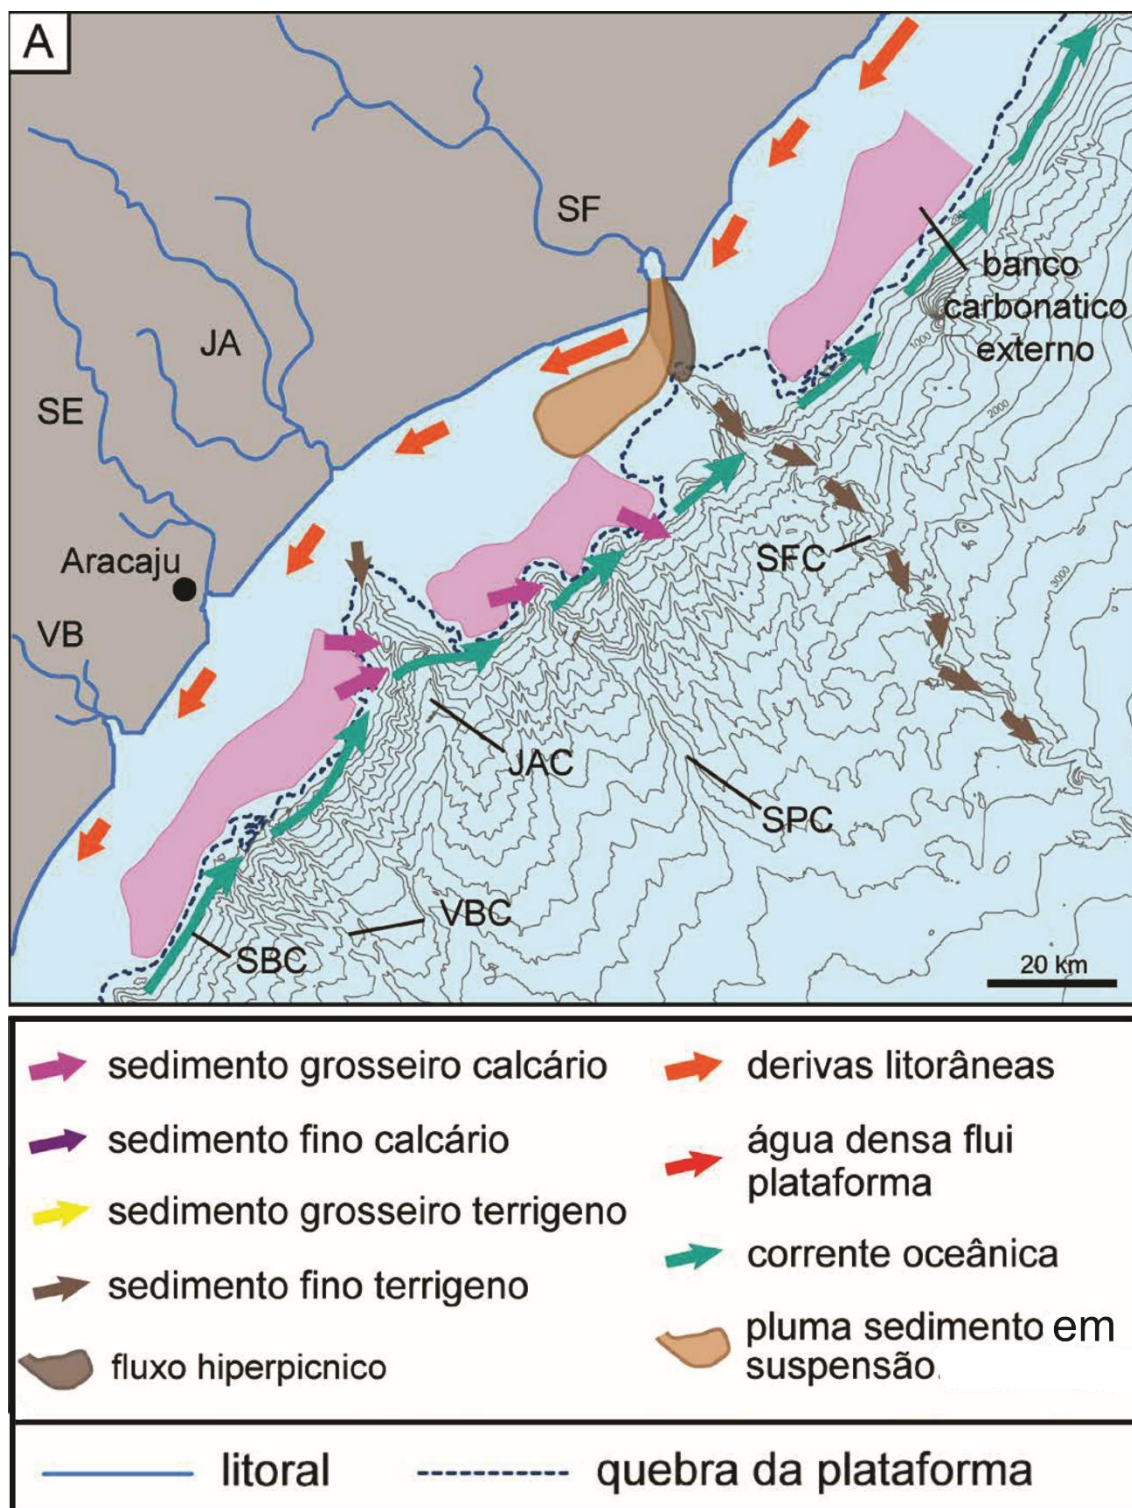 A
SF
banco
carbonatico
externo
1000
2000
JA
SE
Aracaju
SFC
3000
VB
JAC
SPC
VBC
SBC
20 km
sedimento grosseiro calcário
sedimento fino calcário
sedimento grosseiro terrigeno
sedimento fino terrigeno
fluxo hiperpicnico
derivas litorâneas
água densa flui
plataforma
corrente oceânica
pluma sedimento em
suspensão.
litoral
quebra da plataforma